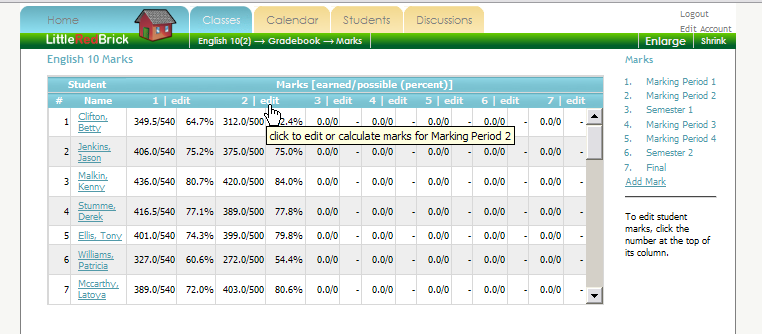 Home Classes Calendar Students Discussions Logout
Edit Account
LittleRedBrick English 10(2) → Gradebook → Marks Enlarge Shrink
English 10 Marks
Student Marks [earned/possible (percent)]
# Name 1 | edit 2 | edit 3 | edit 4 | edit 5 | edit 6 | edit 7 | edit
1 Clifton, Betty 349.5/540 64.7% 312.0/500 2.4% 0.0/0 - 0.0/0 - 0.0/0 - 0.0/0 - 0.0/0 -
click to edit or calculate marks for Marking Period 2
2 Jenkins, Jason 406.0/540 75.2% 375.0/500 75.0% 0.0/0 - 0.0/0 - 0.0/0 - 0.0/0 - 0.0/0 -
3 Malkin, Kenny 436.0/540 80.7% 420.0/500 84.0% 0.0/0 - 0.0/0 - 0.0/0 - 0.0/0 - 0.0/0 -
4 Stumme, Derek 416.5/540 77.1% 389.0/500 77.8% 0.0/0 - 0.0/0 - 0.0/0 - 0.0/0 - 0.0/0 -
5 Ellis, Tony 401.0/540 74.3% 399.0/500 79.8% 0.0/0 - 0.0/0 - 0.0/0 - 0.0/0 - 0.0/0 -
6 Williams, Patricia 327.0/540 60.6% 272.0/500 54.4% 0.0/0 - 0.0/0 - 0.0/0 - 0.0/0 - 0.0/0 -
7 Mccarthy, Latoya 389.0/540 72.0% 403.0/500 80.6% 0.0/0 - 0.0/0 - 0.0/0 - 0.0/0 - 0.0/0 -
Marks
1. Marking Period 1
2. Marking Period 2
3. Semester 1
4. Marking Period 3
5. Marking Period 4
6. Semester 2
7. Final
Add Mark
To edit student
marks, click the
number at the top of
its column.